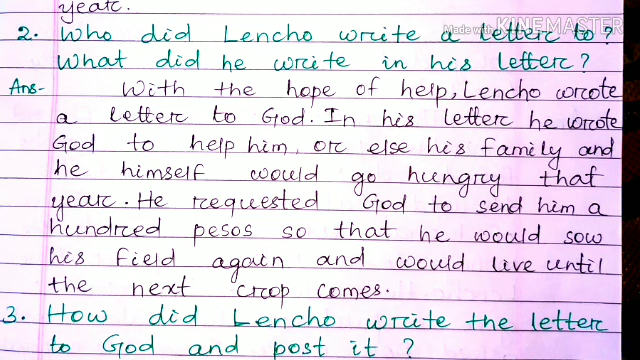 year.
2. Who did Lencho write a letter to?
Made with KINEMASTER
What did he write in his letter?
Ans- With the hope of help, Lencho wrote
a letter to God. In his letter he wrote
God to help him, or else his family and
he himself would go hungry that
year. He requested God to send him a
hundred pesos so that he would sow
his field again and would live until
the next crop comes.
3. How did Lencho write the letter
to God and post it ?